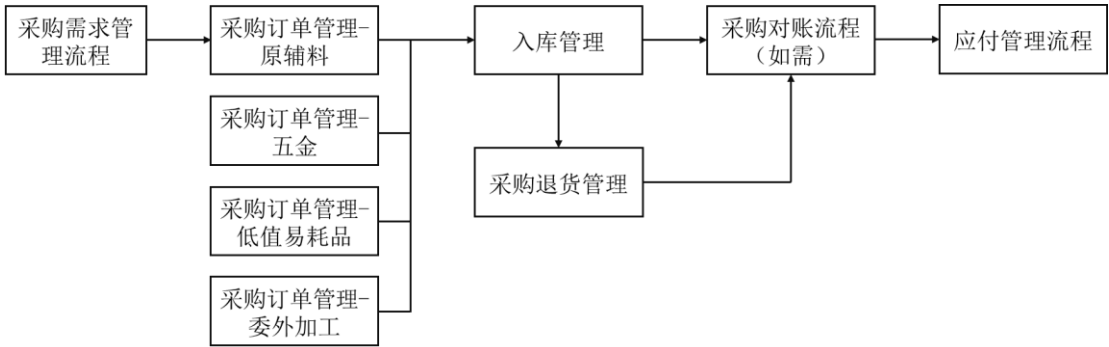 采购需求管
理流程
采购订单管理-
原辅料
入库管理
采购对账流程
（如需）
应付管理流程
采购订单管理-
五金
采购退货管理
采购订单管理-
低值易耗品
采购订单管理-
委外加工